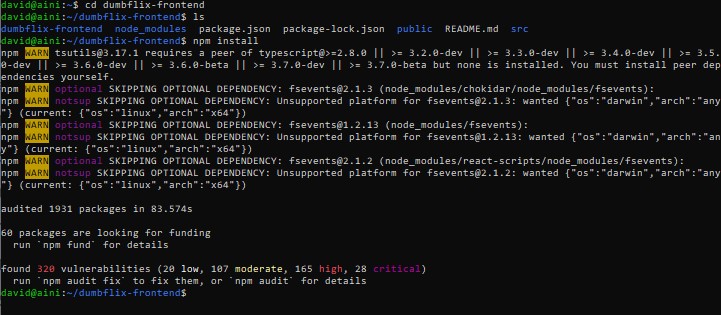 david@aini:~$ cd dumbflix-frontend
david@aini:~/dumbflix-frontend$ ls
dumbflix-frontend  node_modules  package.json  package-lock.json  public  README.md  src
david@aini:~/dumbflix-frontend$ npm install
npm WARN tsutils@3.17.1 requires a peer of typescript@>=2.8.0 || >= 3.2.0-dev || >= 3.3.0-dev || >= 3.4.0-dev || >= 3.5.
0-dev || >= 3.6.0-dev || >= 3.6.0-beta || >= 3.7.0-dev || >= 3.7.0-beta but none is installed. You must install peer dep
endencies yourself.
npm WARN optional SKIPPING OPTIONAL DEPENDENCY: fsevents@2.1.3 (node_modules/chokidar/node_modules/fsevents):
npm WARN notsup SKIPPING OPTIONAL DEPENDENCY: Unsupported platform for fsevents@2.1.3: wanted {"os":"darwin","arch":"any
"} (current: {"os":"linux","arch":"x64"})
npm WARN optional SKIPPING OPTIONAL DEPENDENCY: fsevents@1.2.13 (node_modules/fsevents):
npm WARN notsup SKIPPING OPTIONAL DEPENDENCY: Unsupported platform for fsevents@1.2.13: wanted {"os":"darwin","arch":"an
y"} (current: {"os":"linux","arch":"x64"})
npm WARN optional SKIPPING OPTIONAL DEPENDENCY: fsevents@2.1.2 (node_modules/react-scripts/node_modules/fsevents):
npm WARN notsup SKIPPING OPTIONAL DEPENDENCY: Unsupported platform for fsevents@2.1.2: wanted {"os":"darwin","arch":"any
"} (current: {"os":"linux","arch":"x64"})
audited 1931 packages in 83.574s
60 packages are looking for funding
  run `npm fund` for details
found 320 vulnerabilities (20 low, 107 moderate, 165 high, 28 critical)
  run `npm audit fix` to fix them, or `npm audit` for details
david@aini:~/dumbflix-frontend$